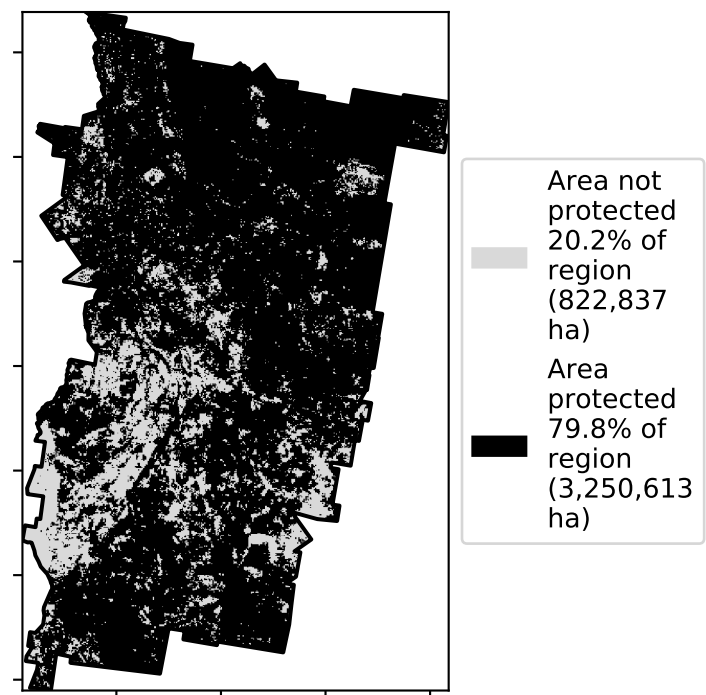 Area not
protected
20.2% of
region
(822,837
ha)
Area
protected
79.8% of
region
(3,250,613
ha)